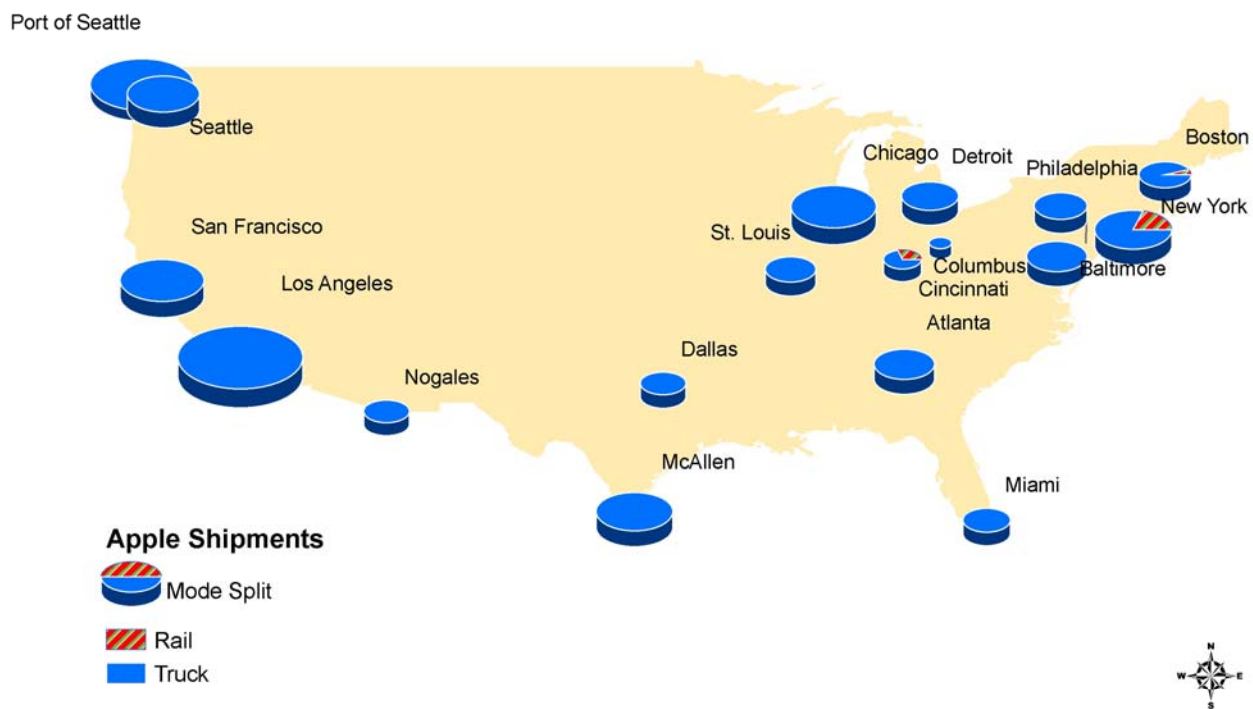 Port of Seattle
Seattle
Boston
Chicago
Detroit
Philadelphia
New York
San Francisco
St. Louis
Los Angeles
Columbus
Baltimore
Cincinnati
Atlanta
Dallas
Nogales
McAllen
Miami
Apple Shipments
Mode Split
Rail
Truck
N
W
E
S